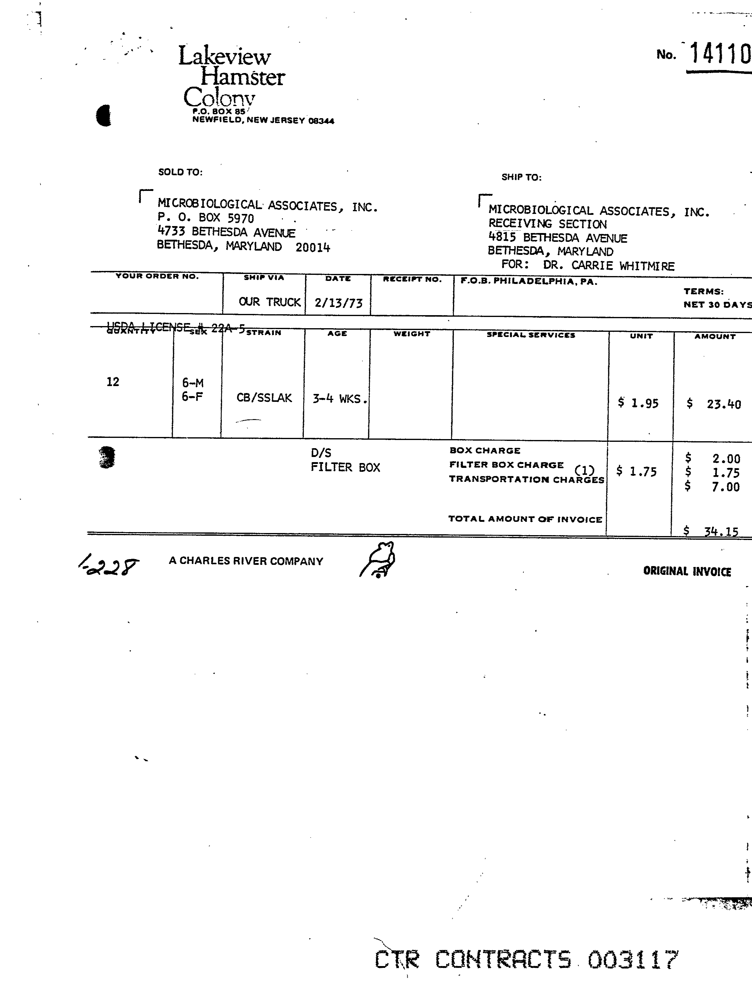 Lakeview
Hamster
Colony
P.O. BOX 85
NEWFIELD, NEW JERSEY 08344
No. 14110
SOLD TO:
MICROBIOLOGICAL ASSOCIATES, INC.
P. O. BOX 5970
4733 BETHESDA AVENUE
BETHESDA, MARYLAND 20014
SHIP TO:
MICROBIOLOGICAL ASSOCIATES, INC.
RECEIVING SECTION
4815 BETHESDA AVENUE
BETHESDA, MARYLAND
FOR: DR. CARRIE WHITMIRE
YOUR ORDER NO. SHIP VIA DATE RECEIPT NO. F.O.B. PHILADELPHIA, PA.
TERMS:
OUR TRUCK 2/13/73 NET 30 DAYS
USDA LICENSE # 22A-5
QUANTITY SEX STRAIN AGE WEIGHT SPECIAL SERVICES UNIT AMOUNT
12 6-M
6-F CB/SSLAK 3-4 WKS. $ 1.95 $ 23.40
D/S BOX CHARGE $ 2.00
FILTER BOX FILTER BOX CHARGE (1) $ 1.75 $ 1.75
TRANSPORTATION CHARGES $ 7.00
TOTAL AMOUNT OF INVOICE $ 34.15
1-228 A CHARLES RIVER COMPANY
ORIGINAL INVOICE
CTR CONTRACTS 003117